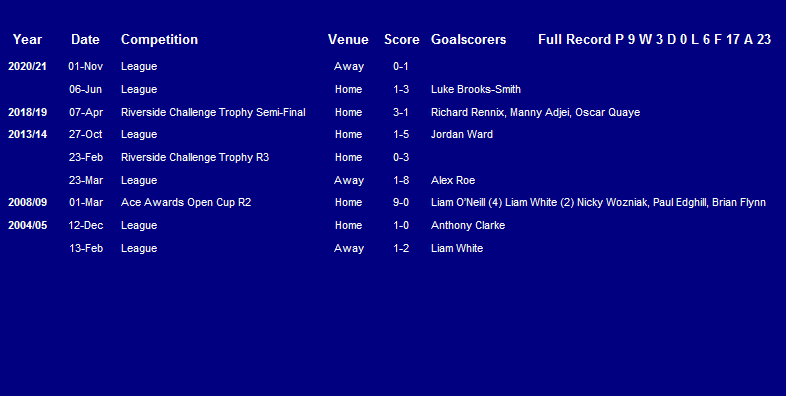 Year Date Competition Venue Score Goalscorers Full Record P 9 W 3 D 0 L 6 F 17 A 23
2020/21 01-Nov League Away 0-1
06-Jun League Home 1-3 Luke Brooks-Smith
2018/19 07-Apr Riverside Challenge Trophy Semi-Final Home 3-1 Richard Rennix, Manny Adjei, Oscar Quaye
2013/14 27-Oct League Home 1-5 Jordan Ward
23-Feb Riverside Challenge Trophy R3 Home 0-3
23-Mar League Away 1-8 Alex Roe
2008/09 01-Mar Ace Awards Open Cup R2 Home 9-0 Liam O'Neill (4) Liam White (2) Nicky Wozniak, Paul Edghill, Brian Flynn
2004/05 12-Dec League Home 1-0 Anthony Clarke
13-Feb League Away 1-2 Liam White